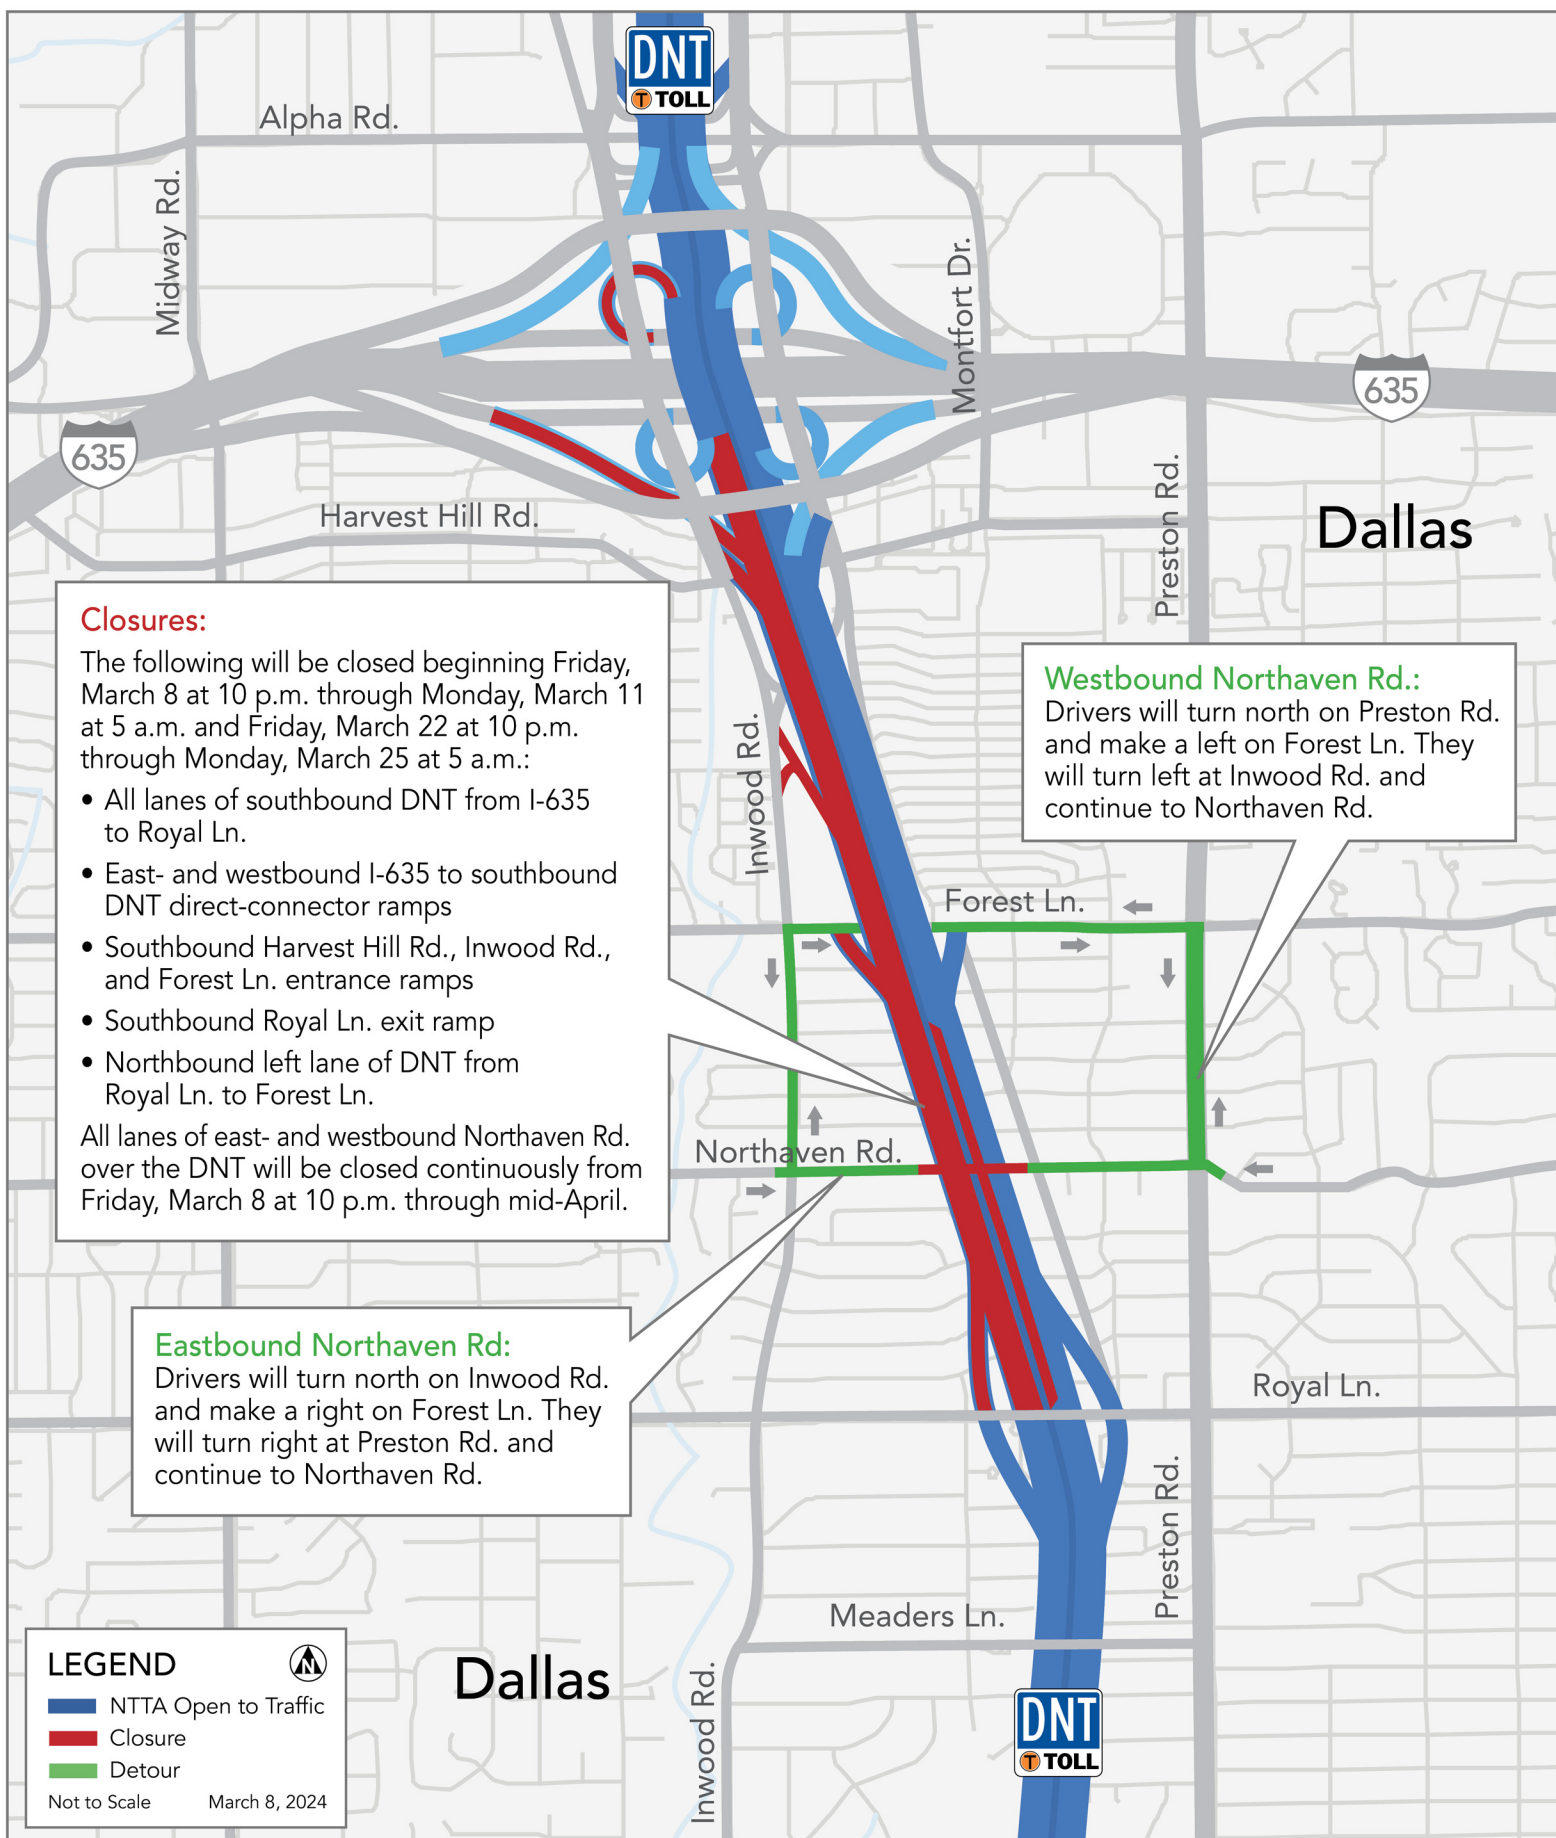 DNT
T TOLL
Alpha Rd.
Midway Rd.
Montfort Dr.
635
635
Harvest Hill Rd.
Preston Rd.
Dallas
Closures:
The following will be closed beginning Friday,
March 8 at 10 p.m. through Monday, March 11
at 5 a.m. and Friday, March 22 at 10 p.m.
through Monday, March 25 at 5 a.m.:
• All lanes of southbound DNT from I-635
to Royal Ln.
• East- and westbound I-635 to southbound
DNT direct-connector ramps
• Southbound Harvest Hill Rd., Inwood Rd.,
and Forest Ln. entrance ramps
• Southbound Royal Ln. exit ramp
• Northbound left lane of DNT from
Royal Ln. to Forest Ln.
All lanes of east- and westbound Northaven Rd.
over the DNT will be closed continuously from
Friday, March 8 at 10 p.m. through mid-April.
Westbound Northaven Rd.:
Drivers will turn north on Preston Rd.
and make a left on Forest Ln. They
will turn left at Inwood Rd. and
continue to Northaven Rd.
Inwood Rd.
Forest Ln.
Northaven Rd.
Eastbound Northaven Rd:
Drivers will turn north on Inwood Rd.
and make a right on Forest Ln. They
will turn right at Preston Rd. and
continue to Northaven Rd.
Royal Ln.
Preston Rd.
Meaders Ln.
Dallas
Inwood Rd.
DNT
T TOLL
LEGEND
N
NTTA Open to Traffic
Closure
Detour
Not to Scale March 8, 2024